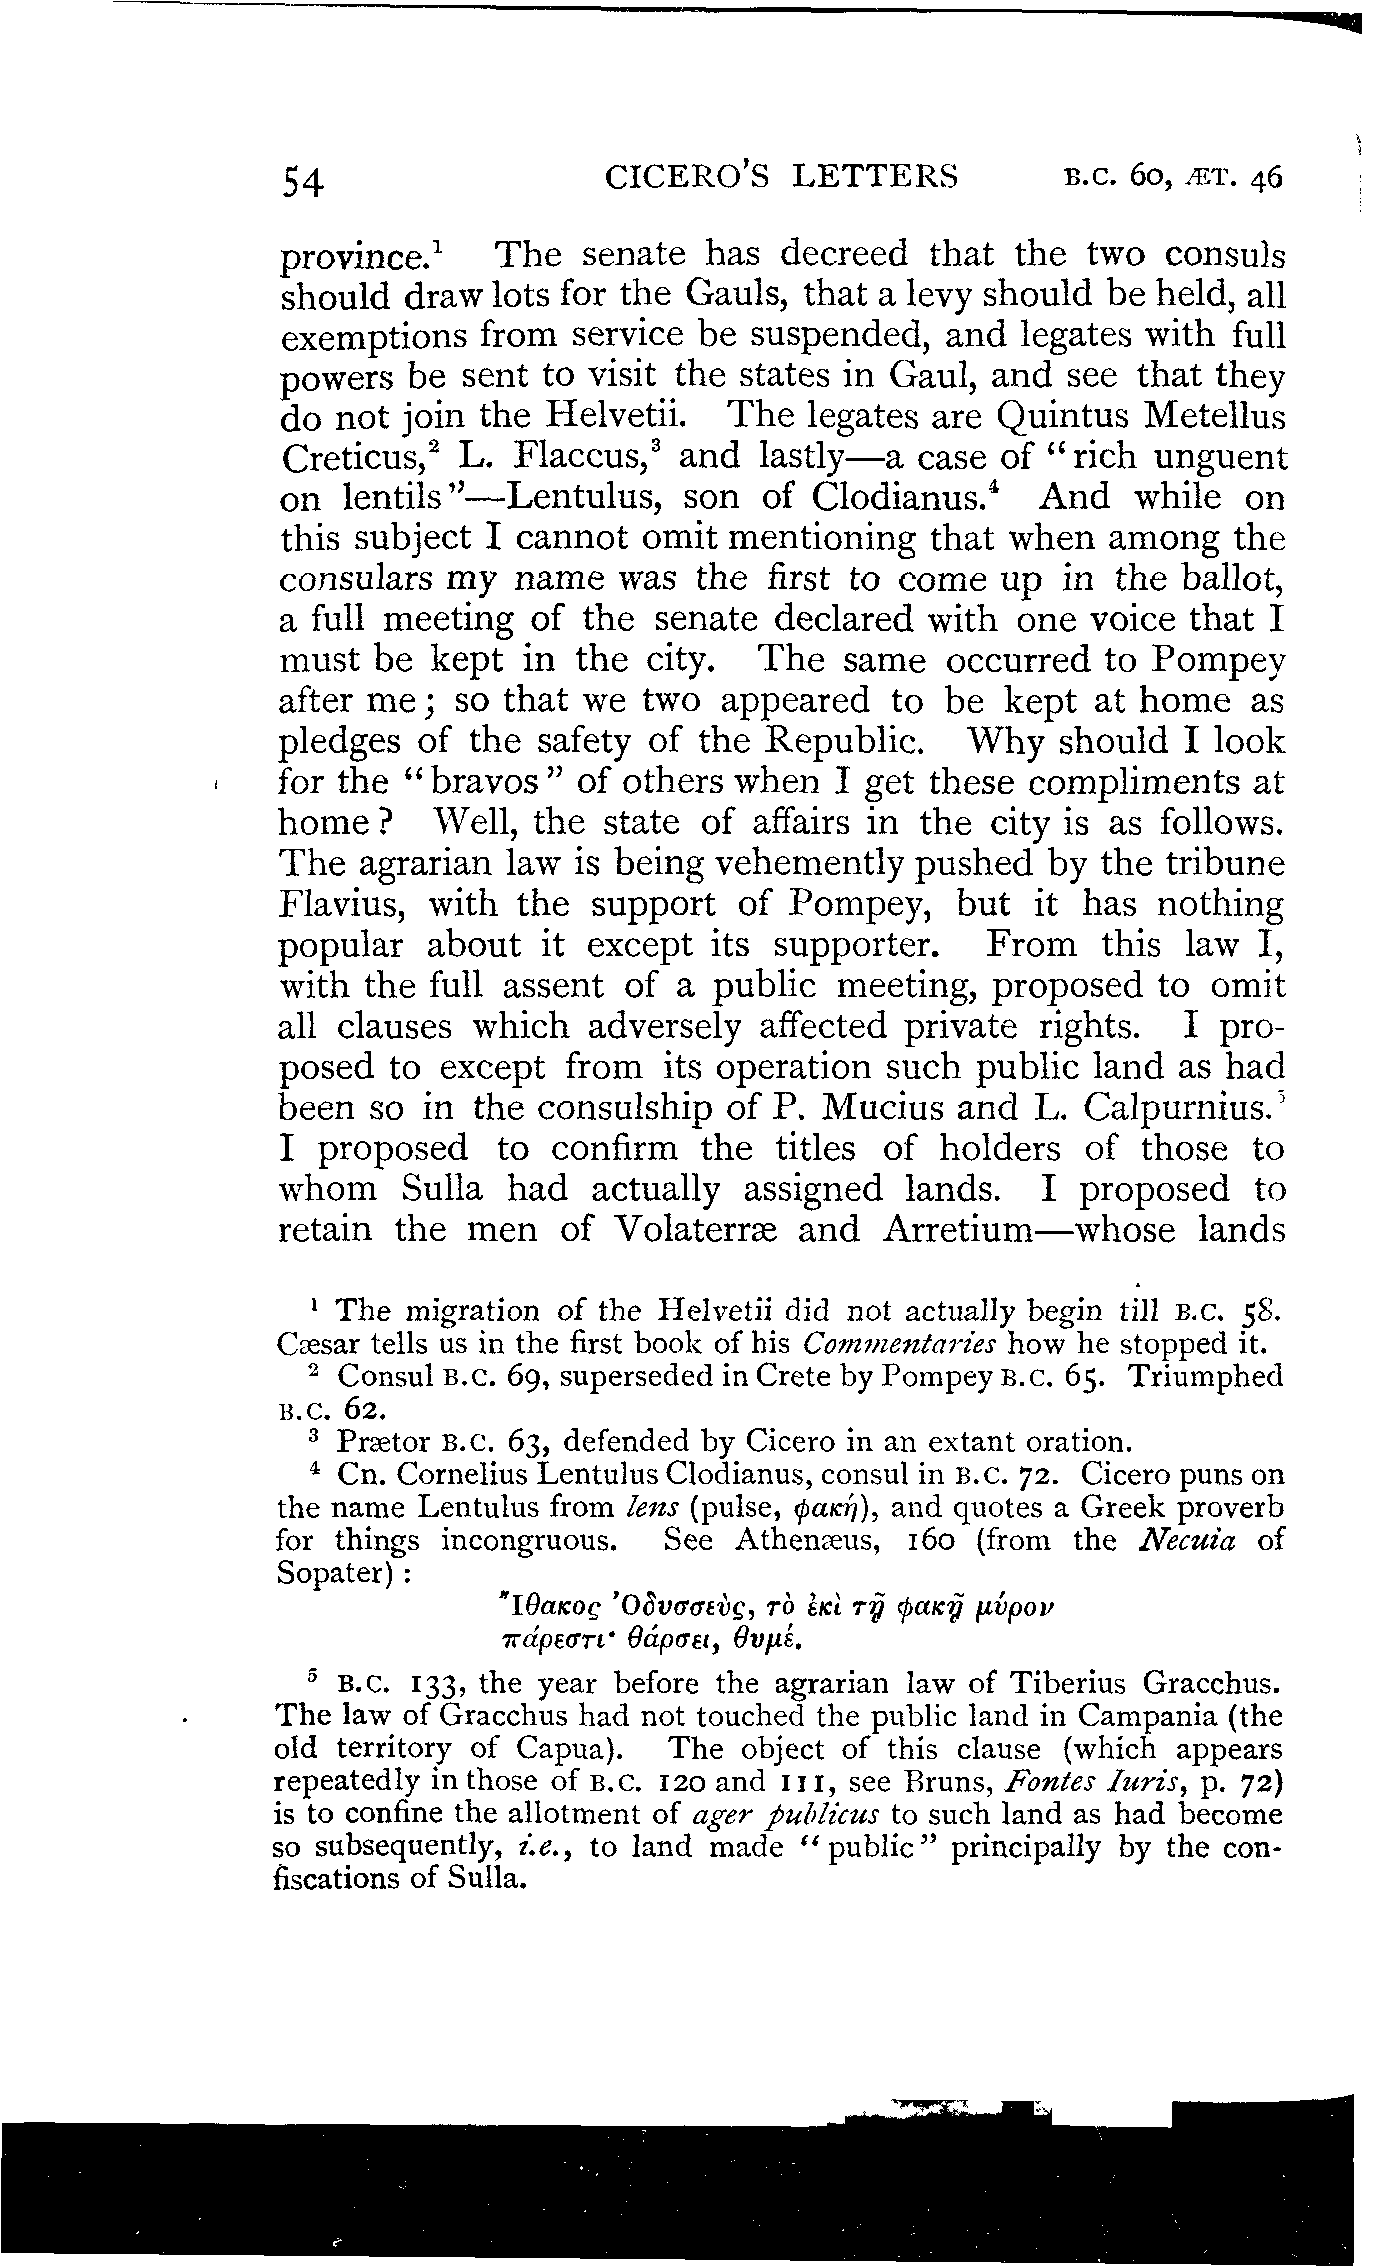 54 CICERO'S LETTERS B.C. 60, ÆT. 46
province.¹ The senate has decreed that the two consuls
should draw lots for the Gauls, that a levy should be held, all
exemptions from service be suspended, and legates with full
powers be sent to visit the states in Gaul, and see that they
do not join the Helvetii. The legates are Quintus Metellus
Creticus,² L. Flaccus,³ and lastly—a case of “rich unguent
on lentils”—Lentulus, son of Clodianus.⁴ And while on
this subject I cannot omit mentioning that when among the
consulars my name was the first to come up in the ballot,
a full meeting of the senate declared with one voice that I
must be kept in the city. The same occurred to Pompey
after me; so that we two appeared to be kept at home as
pledges of the safety of the Republic. Why should I look
for the “bravos” of others when I get these compliments at
home? Well, the state of affairs in the city is as follows.
The agrarian law is being vehemently pushed by the tribune
Flavius, with the support of Pompey, but it has nothing
popular about it except its supporter. From this law I,
with the full assent of a public meeting, proposed to omit
all clauses which adversely affected private rights. I pro-
posed to except from its operation such public land as had
been so in the consulship of P. Mucius and L. Calpurnius.⁵
I proposed to confirm the titles of holders of those to
whom Sulla had actually assigned lands. I proposed to
retain the men of Volaterræ and Arretium—whose lands
¹ The migration of the Helvetii did not actually begin till B.C. 58.
Cæsar tells us in the first book of his Commentaries how he stopped it.
² Consul B.C. 69, superseded in Crete by Pompey B.C. 65. Triumphed
B.C. 62.
³ Prætor B.C. 63, defended by Cicero in an extant oration.
⁴ Cn. Cornelius Lentulus Clodianus, consul in B.C. 72. Cicero puns on
the name Lentulus from lens (pulse, φακή), and quotes a Greek proverb
for things incongruous. See Athenæus, 160 (from the Necuia of
Sopater):
Ἴθακος Ὀδυσσεὺς, τὸ ἐκὶ τῇ φακῇ μύρον
πάρεστι· θάρσει, θυμέ.
⁵ B.C. 133, the year before the agrarian law of Tiberius Gracchus.
The law of Gracchus had not touched the public land in Campania (the
old territory of Capua). The object of this clause (which appears
repeatedly in those of B.C. 120 and 111, see Bruns, Fontes Iuris, p. 72)
is to confine the allotment of ager publicus to such land as had become
so subsequently, i.e., to land made “public” principally by the con-
fiscations of Sulla.